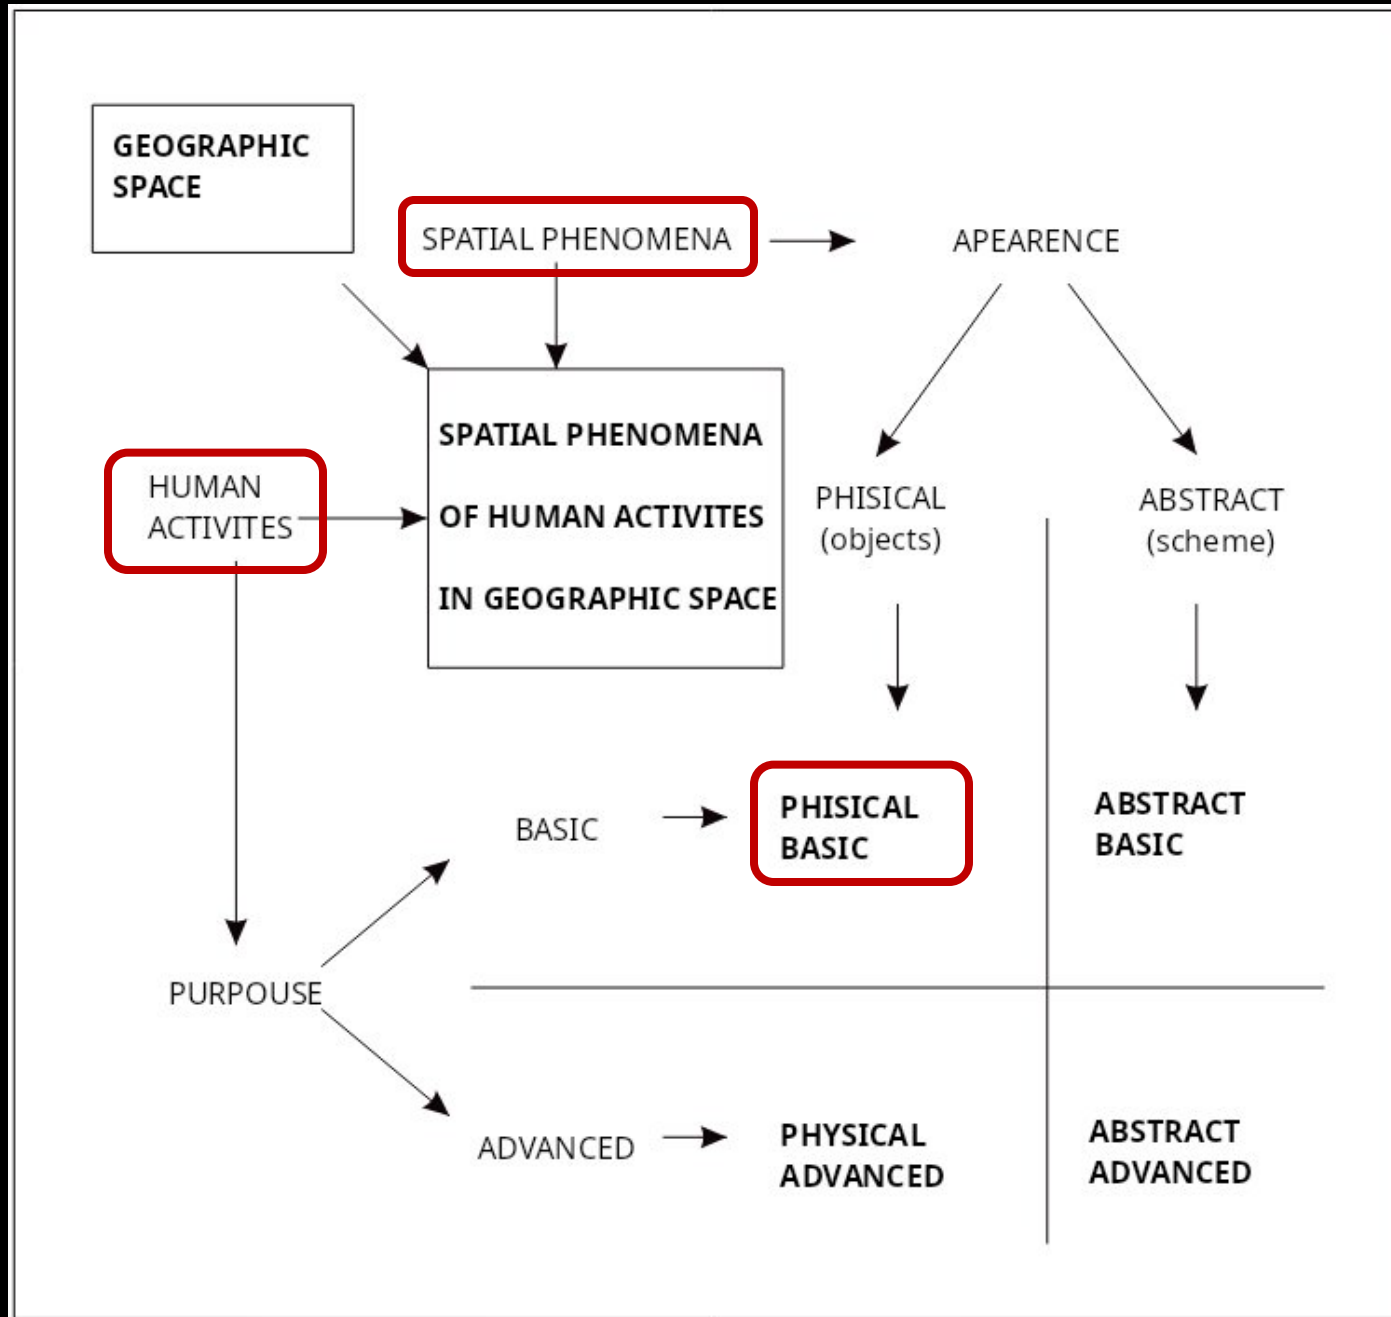 GEOGRAPHIC
SPACE
SPATIAL PHENOMENA
APEARENCE
SPATIAL PHENOMENA
OF HUMAN ACTIVITES
IN GEOGRAPHIC SPACE
HUMAN
ACTIVITES
PHISICAL
(objects)
ABSTRACT
(scheme)
BASIC
PHISICAL
BASIC
ABSTRACT
BASIC
PURPOUSE
ADVANCED
PHYSICAL
ADVANCED
ABSTRACT
ADVANCED